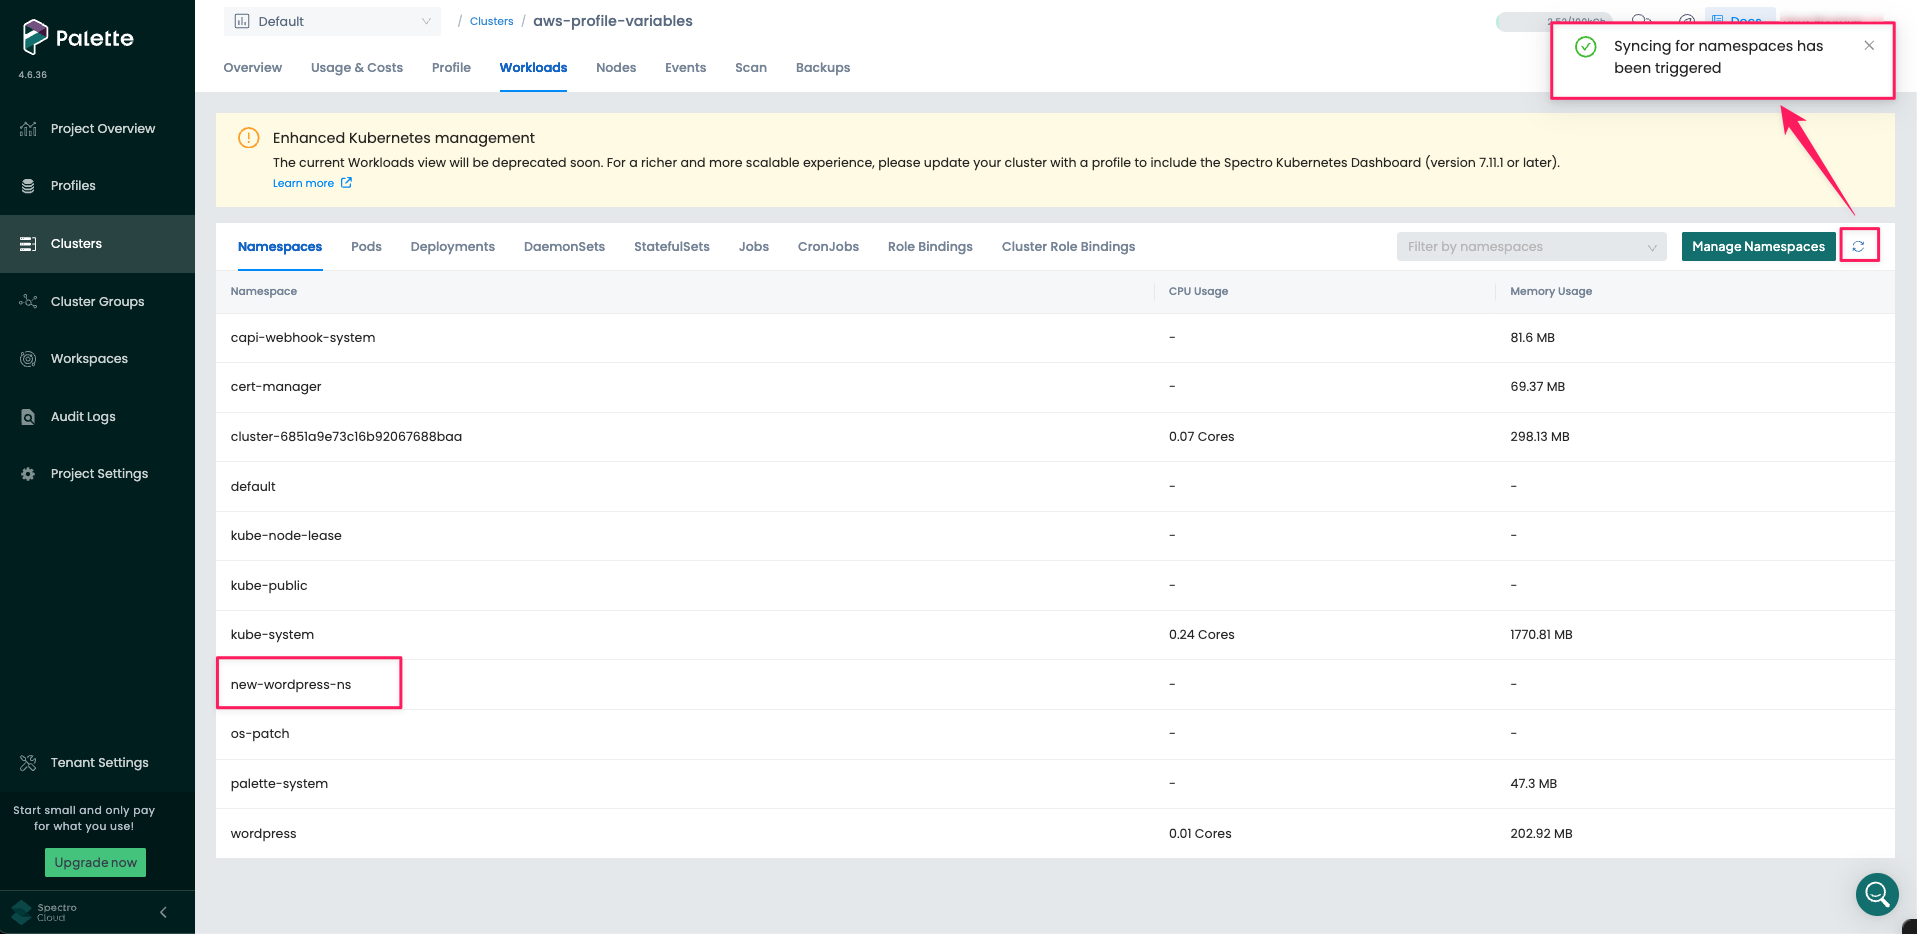 Palette
4.6.36
Project Overview
Profiles
Clusters
Cluster Groups
Workspaces
Audit Logs
Project Settings
Tenant Settings
Start small and only pay
for what you use!
Upgrade now
Spectro
Cloud
Default
/ Clusters / aws-profile-variables
Docs
Overview Usage & Costs Profile Workloads Nodes Events Scan Backups
Syncing for namespaces has
been triggered
Enhanced Kubernetes management
The current Workloads view will be deprecated soon. For a richer and more scalable experience, please update your cluster with a profile to include the Spectro Kubernetes Dashboard (version 7.11.1 or later).
Learn more
Namespaces Pods Deployments DaemonSets StatefulSets Jobs CronJobs Role Bindings Cluster Role Bindings Filter by namespaces Manage Namespaces
Namespace CPU Usage Memory Usage
capi-webhook-system - 81.6 MB
cert-manager - 69.37 MB
cluster-6851a9e73c16b92067688baa 0.07 Cores 298.13 MB
default - -
kube-node-lease - -
kube-public - -
kube-system 0.24 Cores 1770.81 MB
new-wordpress-ns - -
os-patch - -
palette-system - 47.3 MB
wordpress 0.01 Cores 202.92 MB